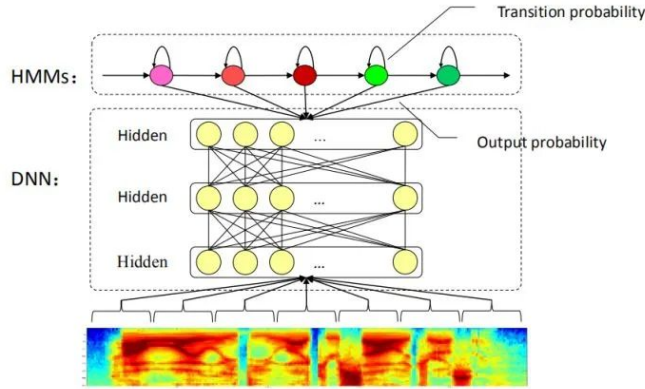 Transition probability
HMMs:
Output probability
Hidden
...
DNN:
Hidden
...
Hidden
...